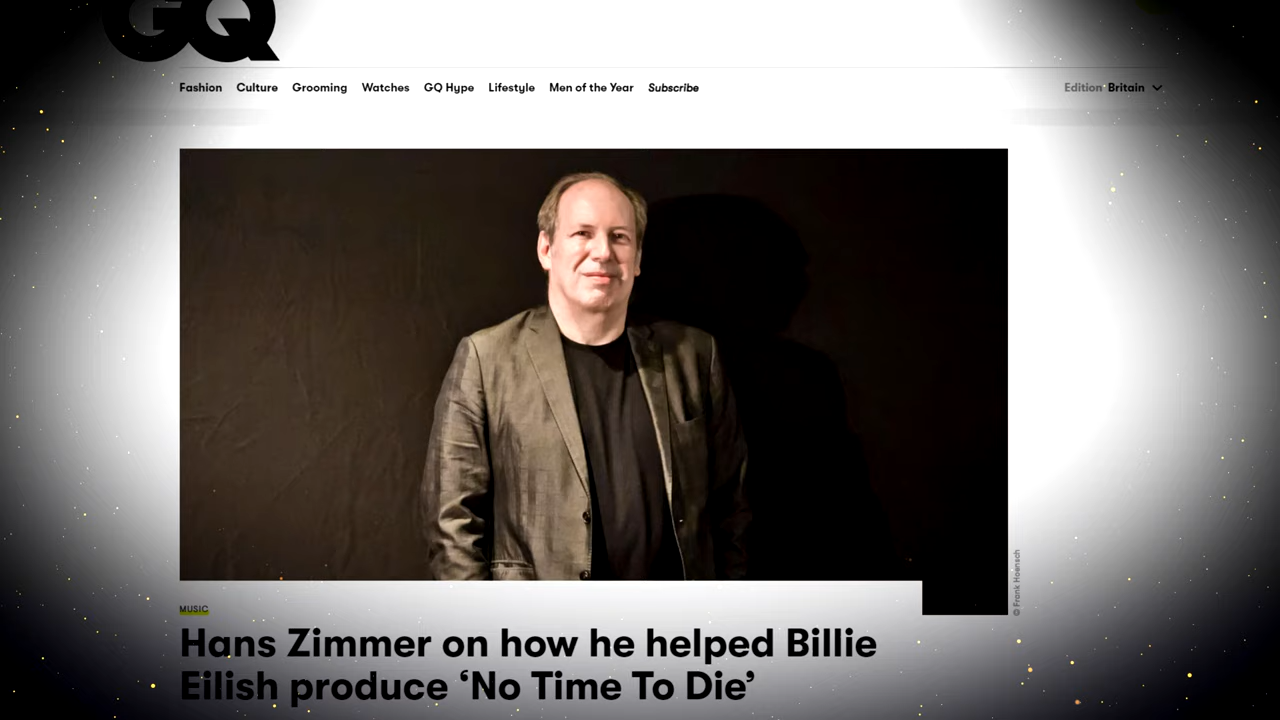 GQ
Fashion Culture Grooming Watches GQ Hype Lifestyle Men of the Year Subscribe Edition Britain
© Frank Hoensch
MUSIC
Hans Zimmer on how he helped Billie
Eilish produce ‘No Time To Die’